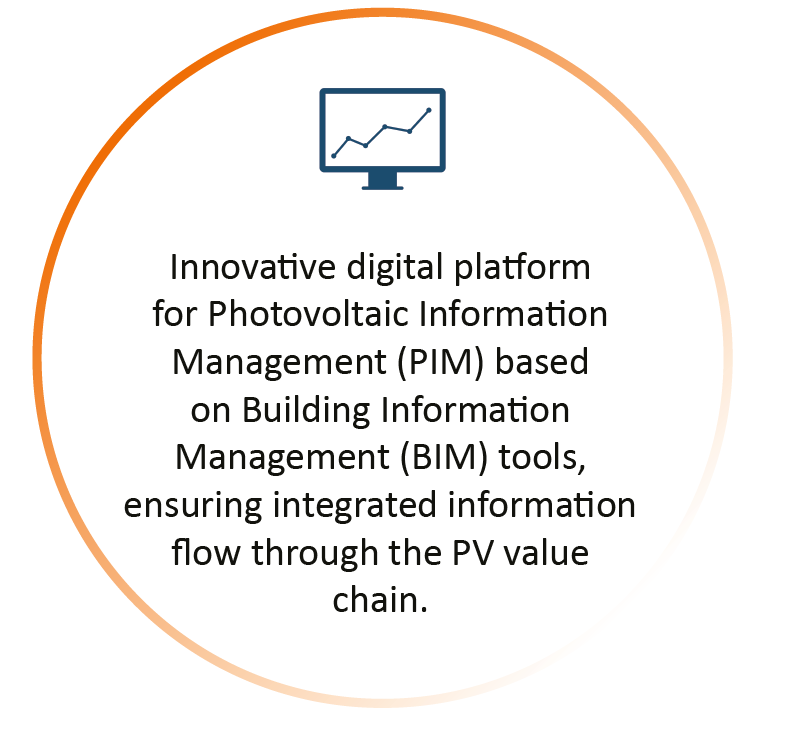 Innovative digital platform
for Photovoltaic Information
Management (PIM) based
on Building Information
Management (BIM) tools,
ensuring integrated information
flow through the PV value
chain.